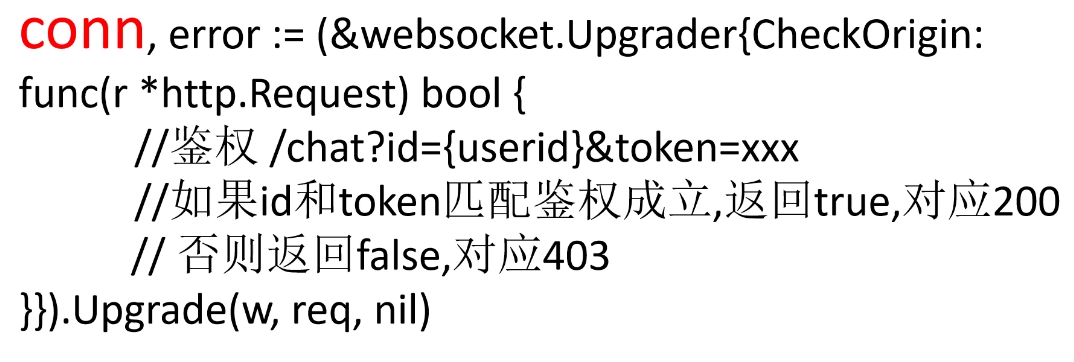 conn, error := (&websocket.Upgrader{CheckOrigin:
func(r *http.Request) bool {
//鉴权 /chat?id={userid}&token=xxx
//如果id和token匹配鉴权成立,返回true,对应200
// 否则返回false,对应403
}}).Upgrade(w, req, nil)